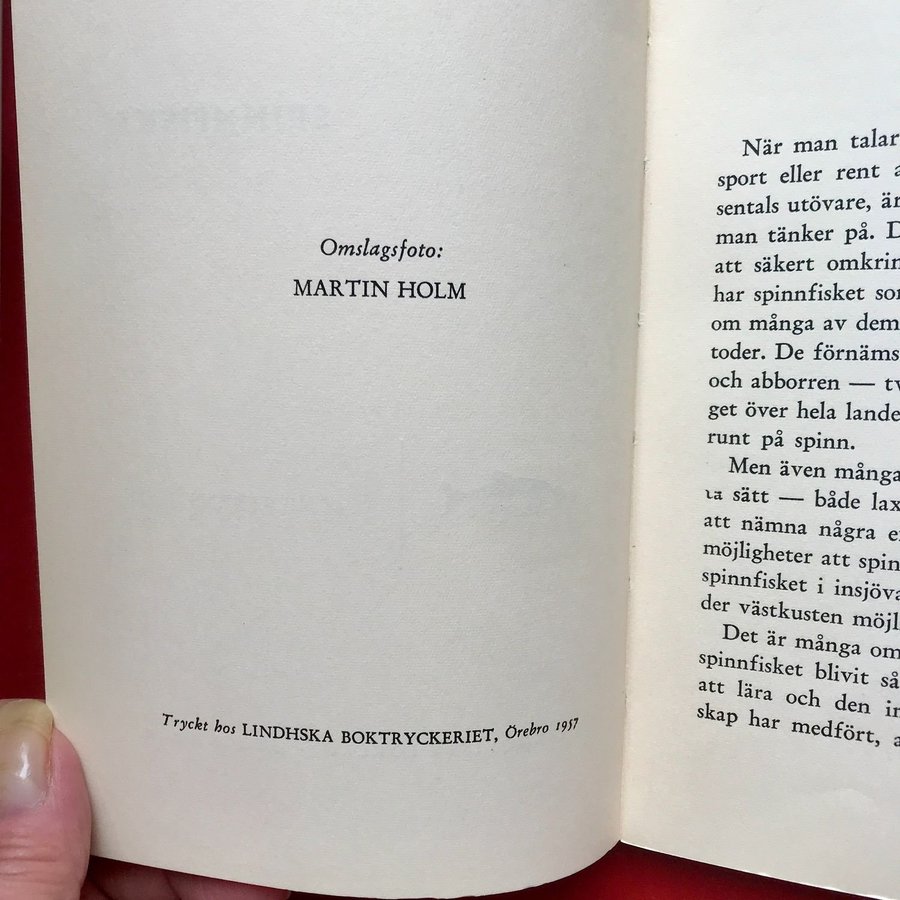 Omslagsfoto:
MARTIN HOLM
Tryckt hos LINDHSKA BOKTRYCKERIET, Örebro 1957
När man talar
sport eller rent
sentals utövare, är
man tänker på.
att säkert omkrin
har spinnfisket so
om många av dem
toder. De förnäms
och abborren — tv
get över hela lande
runt på spinn.
Men även många
ta sätt — både lax
att nämna några
möjligheter att spin
spinnfisket i insjöva
der västkusten möjl
Det är många om
spinnfisket blivit så
att lära och den in
skap har medfört,